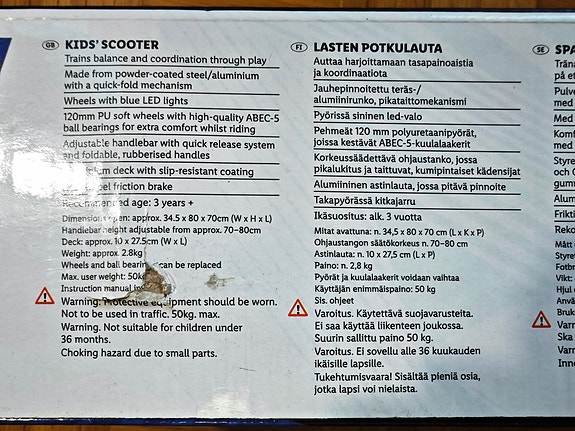 GB KIDS' SCOOTER
Trains balance and coordination through play
Made from powder-coated steel/aluminium
with a quick-fold mechanism
Wheels with blue LED lights
120mm PU soft wheels with high-quality ABEC-5
ball bearings for extra comfort whilst riding
Adjustable handlebar with quick release system
and foldable, rubberised handles
deck with slip-resistant coating
friction brake
Recommended age: 3 years +
Dimensions open: approx. 34.5 x 80 x 70cm (W x H x L)
Handlebar height adjustable from approx. 70–80cm
Deck: approx. 10 x 27.5cm (W x L)
Weight: approx. 2.8kg
Wheels and ball bearings can be replaced
Max. user weight: 50kg
Instruction manual
Warning: Protective equipment should be worn.
Not to be used in traffic. 50kg. max.
Warning. Not suitable for children under
36 months.
Choking hazard due to small parts.
FI LASTEN POTKULAUTA
Auttaa harjoittamaan tasapainoaistia
ja koordinaatiota
Jauhepinnoitettu teräs-/
alumiinirunko, pikataittomekanismi
Pyörissä sininen led-valo
Pehmeät 120 mm polyuretaanipyörät,
joissa kestävät ABEC-5-kuulalaakerit
Korkeussäädettävä ohjaustanko, jossa
pikalukitus ja taittuvat, kumipintaiset kädensijat
Alumiininen astinlauta, jossa pitävä pinnoite
Takapyörässä kitkajarru
Ikäsuositus: alk. 3 vuotta
Mitat avattuna: n. 34,5 x 80 x 70 cm (L x K x P)
Ohjaustangon säätökorkeus n. 70–80 cm
Astinlauta: n. 10 x 27,5 cm (L x P)
Paino: n. 2,8 kg
Pyörät ja kuulalaakerit voidaan vaihtaa
Käyttäjän enimmäispaino: 50 kg
Sis. ohjeet
Varoitus. Käytettävä suojavarusteita.
Ei saa käyttää liikenteen joukossa.
Suurin sallittu paino 50 kg.
Varoitus. Ei sovellu alle 36 kuukauden
ikäisille lapsille.
Tukehtumisvaara! Sisältää pieniä osia,
jotka lapsi voi nielaista.
SE